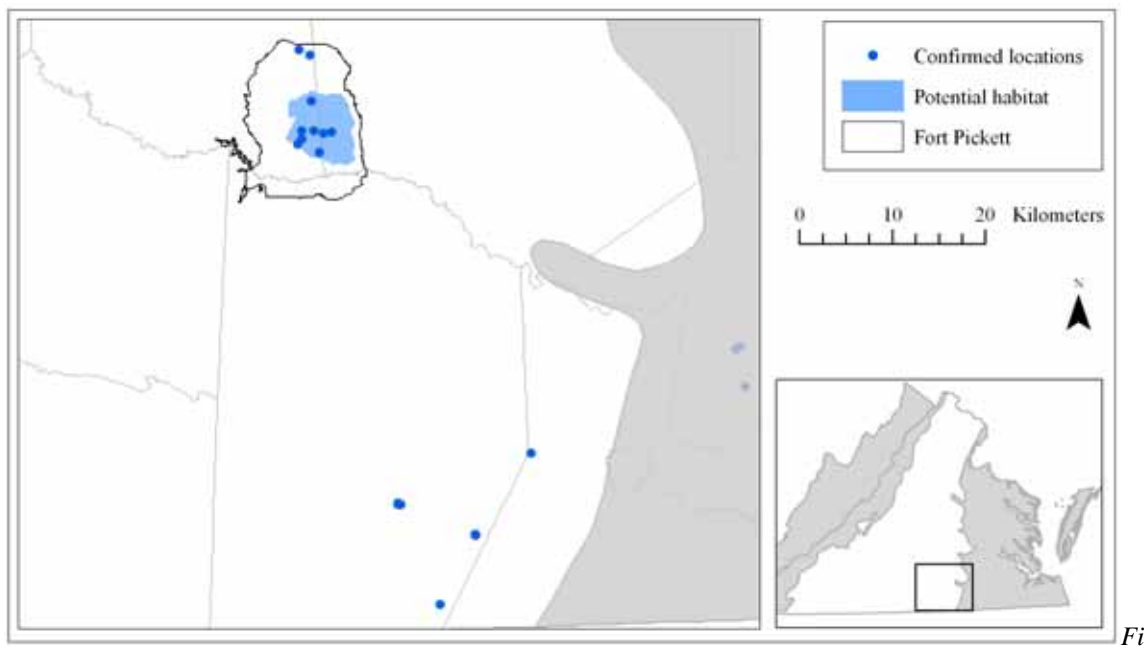 Confirmed locations
Potential habitat
Fort Pickett
0 10 20 Kilometers
N
Fi